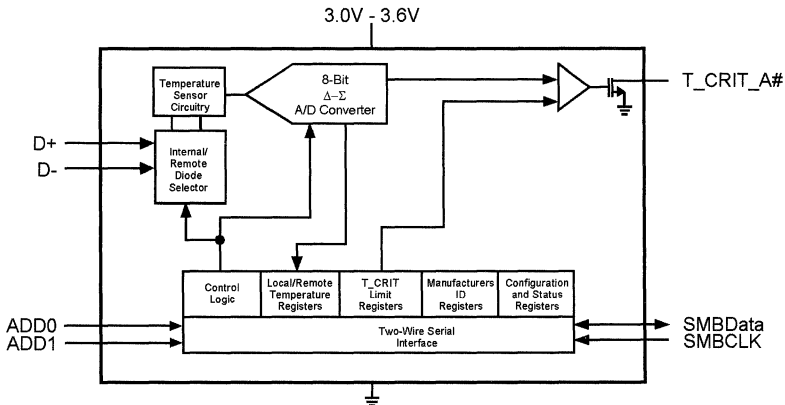 3.0V - 3.6V
Temperature
Sensor
Circuitry
8-Bit
Δ–Σ
A/D Converter
T_CRIT_A#
D+
D-
Internal/
Remote
Diode
Selector
Control
Logic
Local/Remote
Temperature
Registers
T_CRIT
Limit
Registers
Manufacturers
ID
Registers
Configuration
and Status
Registers
ADD0
ADD1
Two-Wire Serial
Interface
SMBData
SMBCLK